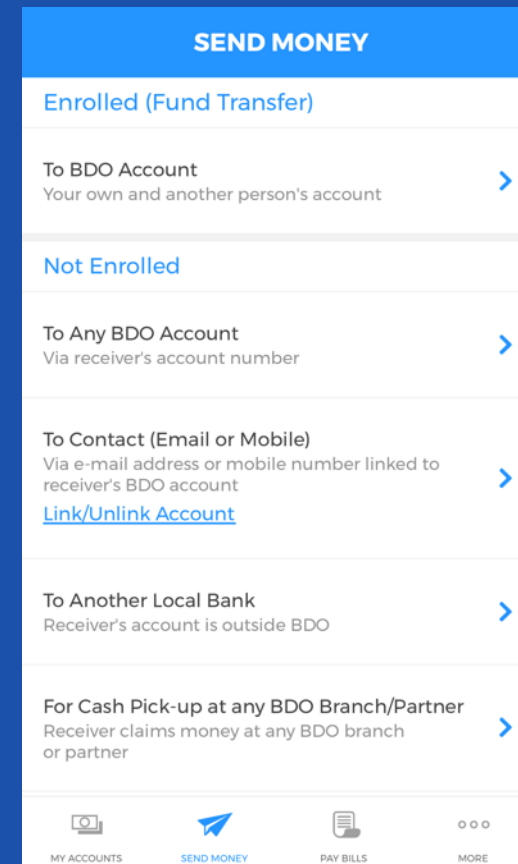 SEND MONEY
Enrolled (Fund Transfer)
To BDO Account
Your own and another person's account
Not Enrolled
To Any BDO Account
Via receiver's account number
To Contact (Email or Mobile)
Via e-mail address or mobile number linked to
receiver's BDO account
Link/Unlink Account
To Another Local Bank
Receiver's account is outside BDO
For Cash Pick-up at any BDO Branch/Partner
Receiver claims money at any BDO branch
or partner
MY ACCOUNTS SEND MONEY PAY BILLS MORE